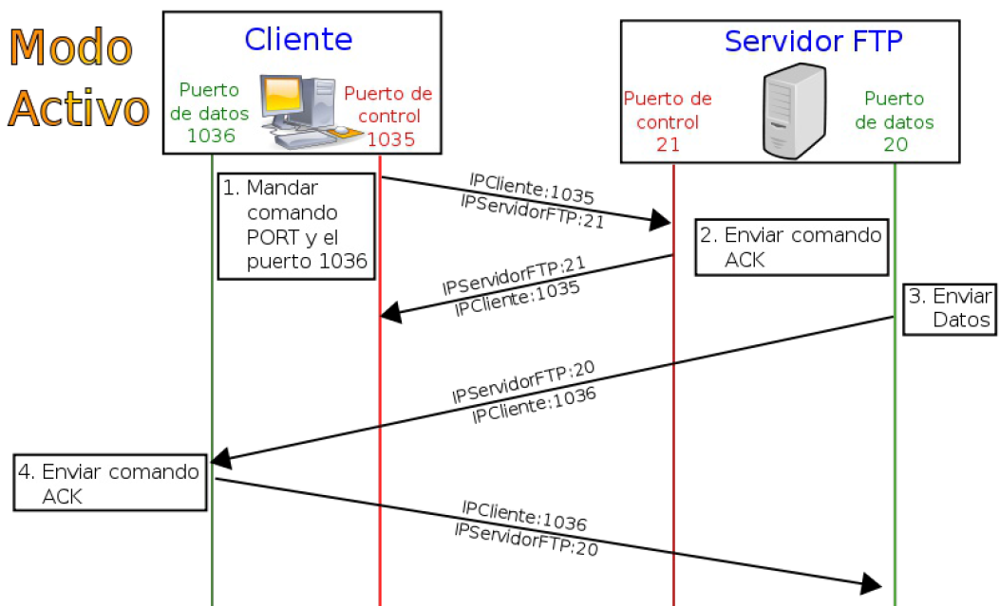 Modo
Activo
Cliente
Puerto
de datos
1036
Puerto de
control
1035
Servidor FTP
Puerto de
control
21
Puerto
de datos
20
1. Mandar
comando
PORT y el
puerto 1036
IPCliente:1035
IPServidorFTP:21
2. Enviar comando
ACK
IPServidorFTP:21
IPCliente:1035
3. Enviar
Datos
IPServidorFTP:20
IPCliente:1036
4. Enviar comando
ACK
IPCliente:1036
IPServidorFTP:20